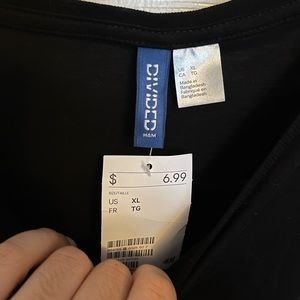 DIVIDED
H&M
US XL
CA TG
Made in
Bangladesh
Fabriqué en
Bangladesh
$ 6.99
SIZE/TAILLE
US XL
FR TG